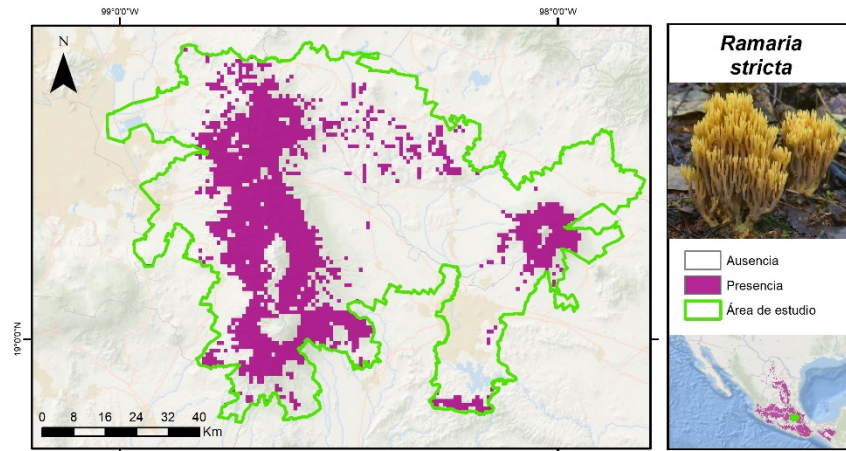 99°0'0"W
98°0'0"W
N
19°0'0"N
0 8 16 24 32 40
Km
Ramaria
stricta
Ausencia
Presencia
Área de estudio